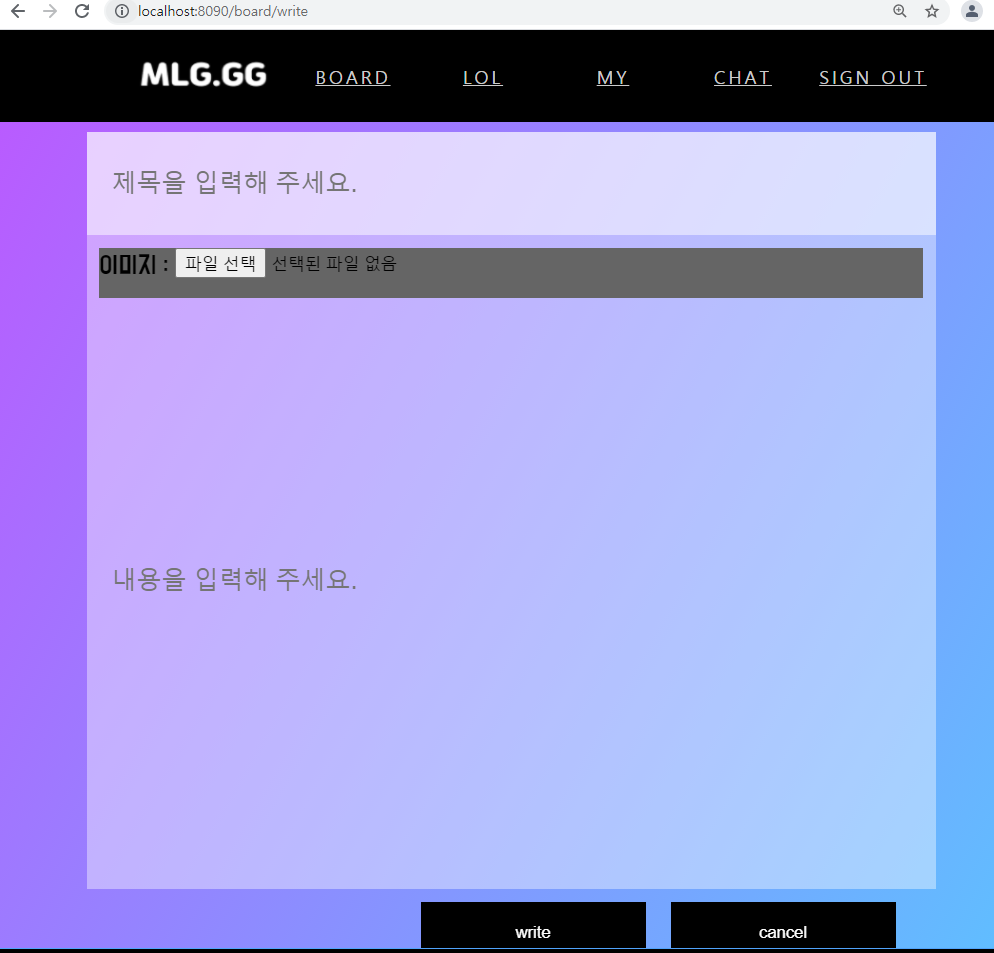 localhost:8090/board/write
MLG.GG BOARD LOL MY CHAT SIGN OUT
제목을 입력해 주세요.
이미지 : 파일 선택 선택된 파일 없음
내용을 입력해 주세요.
write cancel